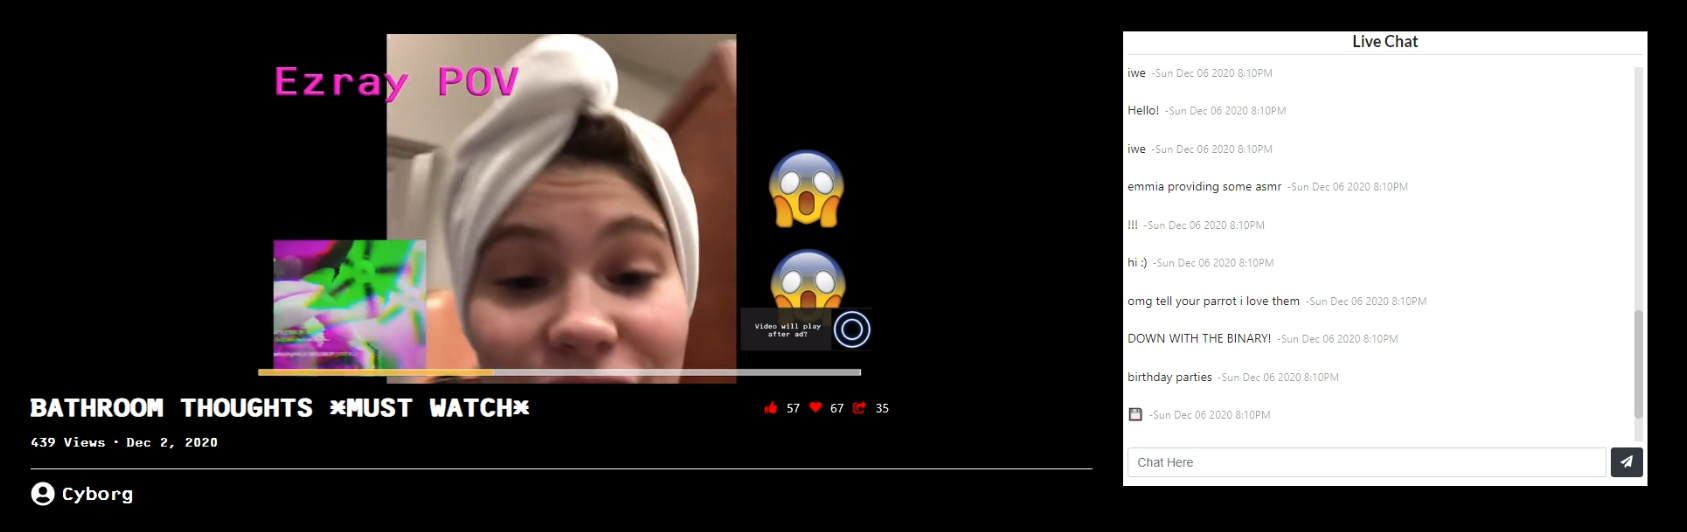 Ezray POV
Video will play
after ad?
BATHROOM THOUGHTS *MUST WATCH*
57 67 35
439 Views · Dec 2, 2020
Cyborg
Live Chat
iwe -Sun Dec 06 2020 8:10PM
Hello! -Sun Dec 06 2020 8:10PM
iwe -Sun Dec 06 2020 8:10PM
emmia providing some asmr -Sun Dec 06 2020 8:10PM
!!! -Sun Dec 06 2020 8:10PM
hi :) -Sun Dec 06 2020 8:10PM
omg tell your parrot i love them -Sun Dec 06 2020 8:10PM
DOWN WITH THE BINARY! -Sun Dec 06 2020 8:10PM
birthday parties -Sun Dec 06 2020 8:10PM
💾 -Sun Dec 06 2020 8:10PM
Chat Here